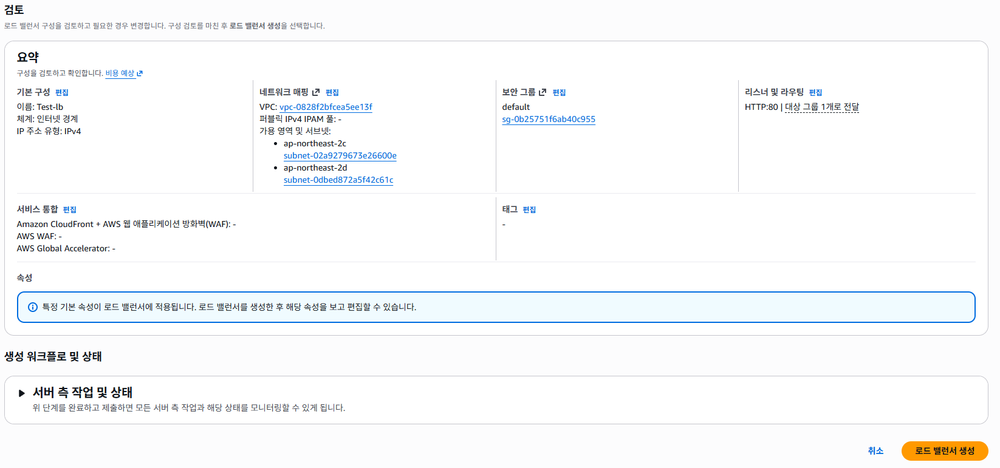 검토
로드 밸런서 구성을 검토하고 필요한 경우 변경합니다. 구성 검토를 마친 후 로드 밸런서 생성을 선택합니다.
요약
구성을 검토하고 확인합니다. 비용 예상
기본 구성 편집
이름: Test-lb
체계: 인터넷 경계
IP 주소 유형: IPv4
네트워크 매핑 편집
VPC: vpc-0828f2bfcea5ee13f
퍼블릭 IPv4 IPAM 풀: -
가용 영역 및 서브넷:
• ap-northeast-2c
subnet-02a9279673e26600e
• ap-northeast-2d
subnet-0dbed872a5f42c61c
보안 그룹 편집
default
sg-0b25751f6ab40c955
리스너 및 라우팅 편집
HTTP:80 | 대상 그룹 1개로 전달
서비스 통합 편집
Amazon CloudFront + AWS 웹 애플리케이션 방화벽(WAF): -
AWS WAF: -
AWS Global Accelerator: -
태그 편집
-
속성
특정 기본 속성이 로드 밸런서에 적용됩니다. 로드 밸런서를 생성한 후 해당 속성을 보고 편집할 수 있습니다.
생성 워크플로 및 상태
서버 측 작업 및 상태
위 단계를 완료하고 제출하면 모든 서버 측 작업과 해당 상태를 모니터링할 수 있게 됩니다.
취소
로드 밸런서 생성